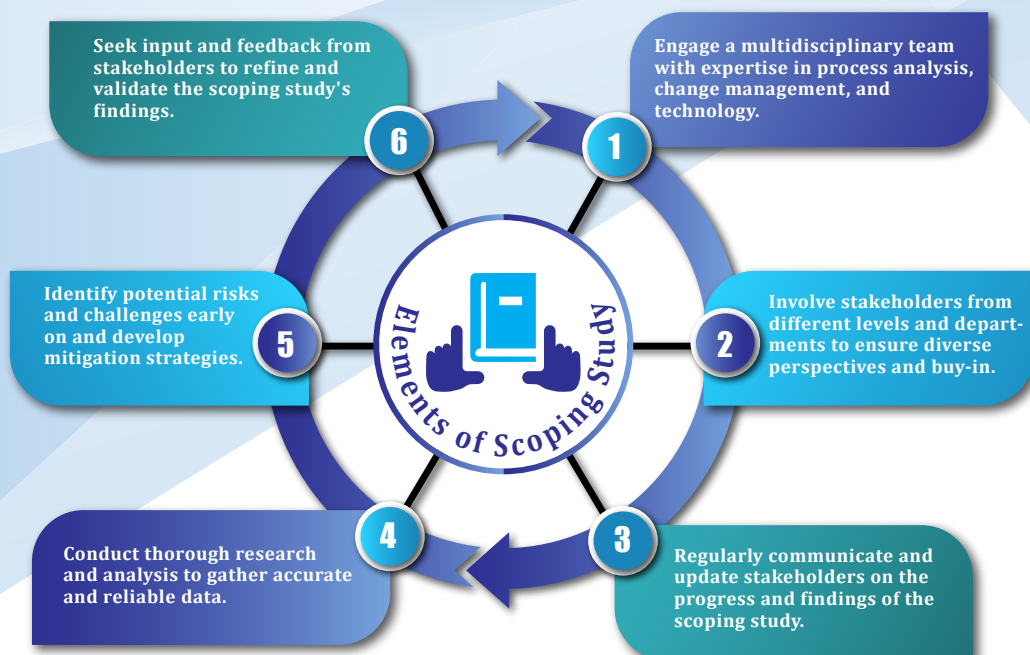 Engage a multidisciplinary team
with expertise in process analysis,
change management, and
technology.
1
Involve stakeholders from
different levels and depart-
ments to ensure diverse
perspectives and buy-in.
2
Regularly communicate and
update stakeholders on the
progress and findings of the
scoping study.
3
Conduct thorough research
and analysis to gather accurate
and reliable data.
4
Identify potential risks
and challenges early
on and develop
mitigation strategies.
5
Seek input and feedback from
stakeholders to refine and
validate the scoping study's
findings.
6
Elements of Scoping Study